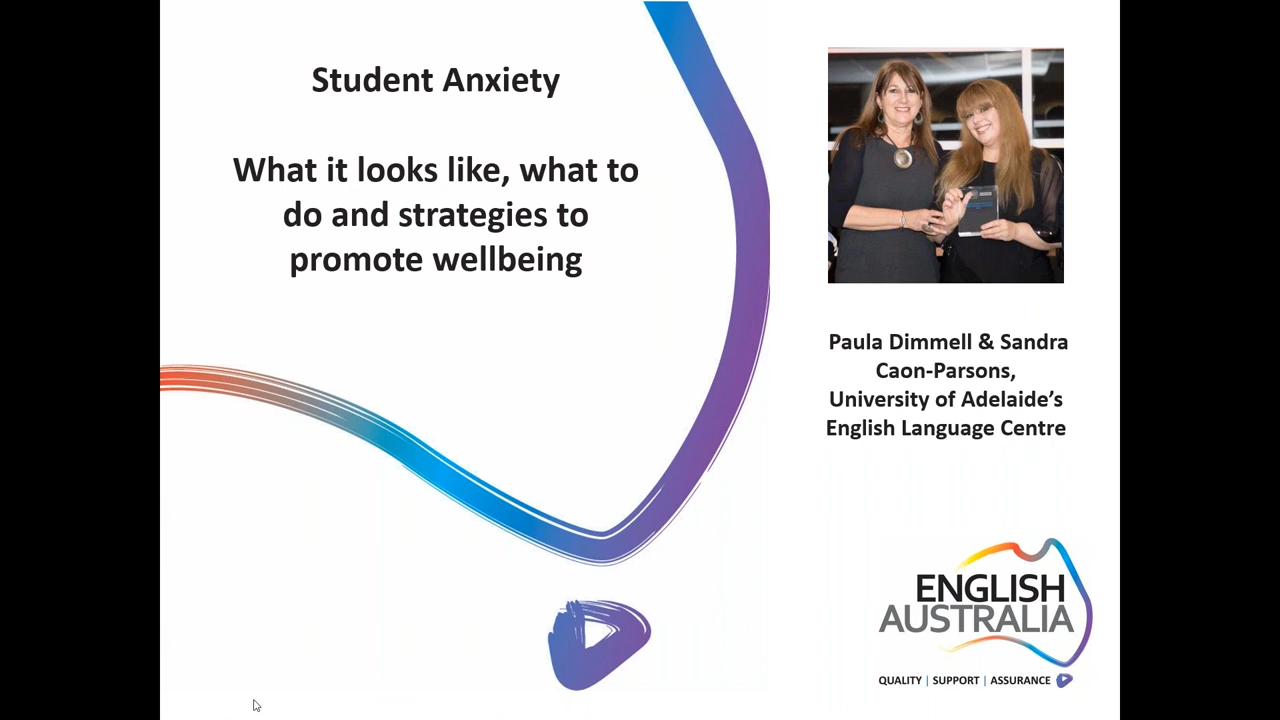 Student Anxiety
What it looks like, what to
do and strategies to
promote wellbeing
Paula Dimmell & Sandra
Caon-Parsons,
University of Adelaide's
English Language Centre
ENGLISH
AUSTRALIA
QUALITY | SUPPORT | ASSURANCE